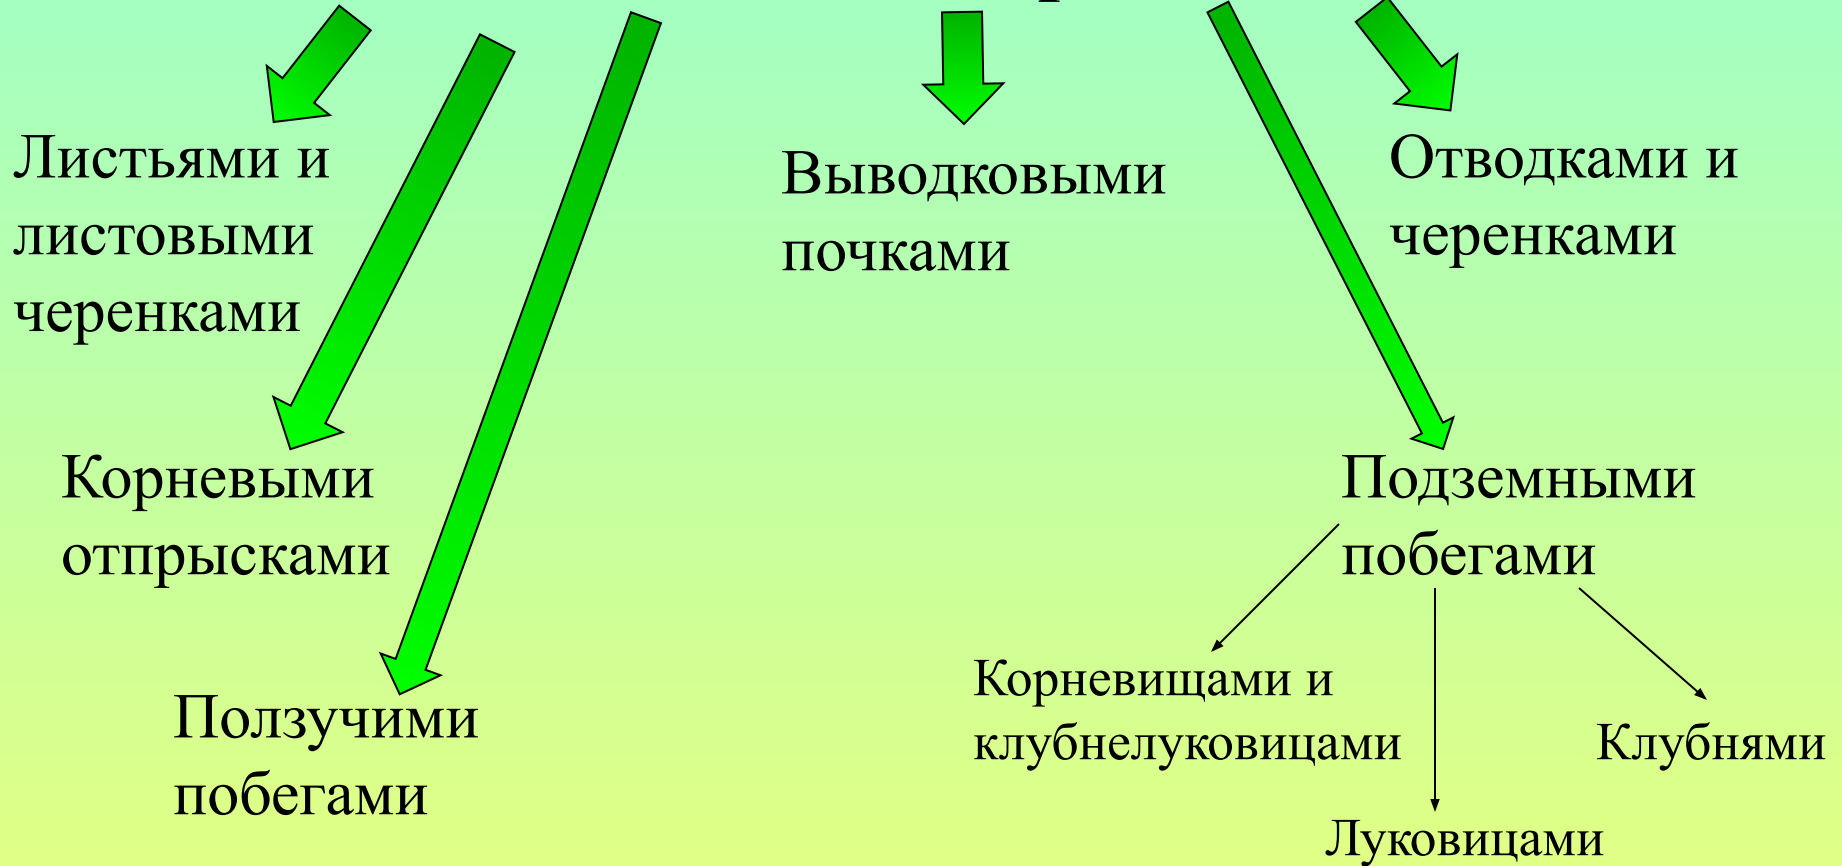 Листьями и
листовыми
черенками
Выводковыми
почками
Отводками и
черенками
Корневыми
отпрысками
Подземными
побегами
Ползучими
побегами
Корневищами и
клубнелуковицами
Клубнями
Луковицами